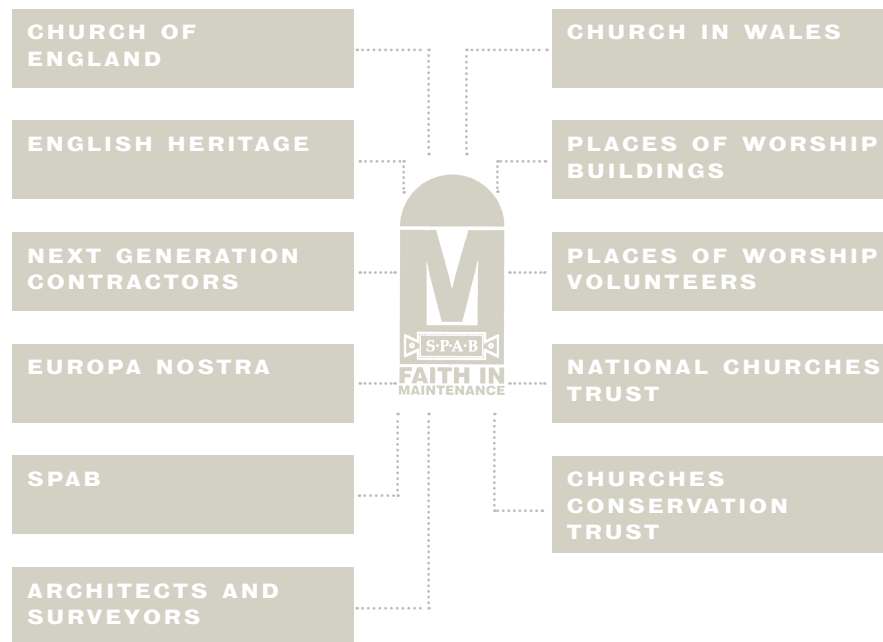 CHURCH OF
ENGLAND
ENGLISH HERITAGE
NEXT GENERATION
CONTRACTORS
EUROPA NOSTRA
SPAB
ARCHITECTS AND
SURVEYORS
M
S·P·A·B
FAITH IN
MAINTENANCE
CHURCH IN WALES
PLACES OF WORSHIP
BUILDINGS
PLACES OF WORSHIP
VOLUNTEERS
NATIONAL CHURCHES
TRUST
CHURCHES
CONSERVATION
TRUST